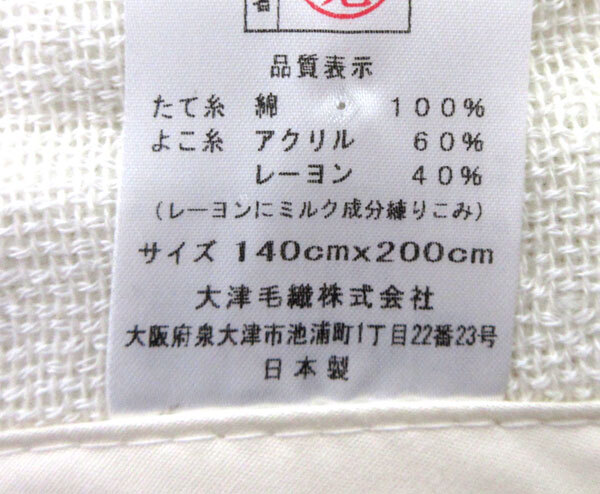 者
品質表示
たて糸 綿 100%
よこ糸 アクリル 60%
レーヨン 40%
(レーヨンにミルク成分練りこみ)
サイズ 140cmx200cm
大津毛織株式会社
大阪府泉大津市池浦町1丁目22番23号
日本製